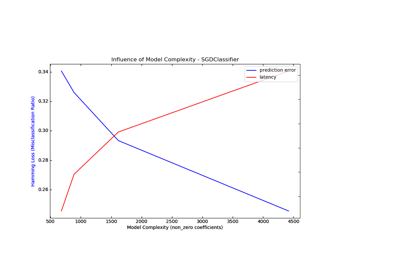 Influence of Model Complexity - SGDClassifier
prediction error
latency
0.34
0.32
0.30
0.28
0.26
Hamming Loss (Misclassification Ratio)
500 1000 1500 2000 2500 3000 3500 4000 4500
Model Complexity (non_zero coefficients)